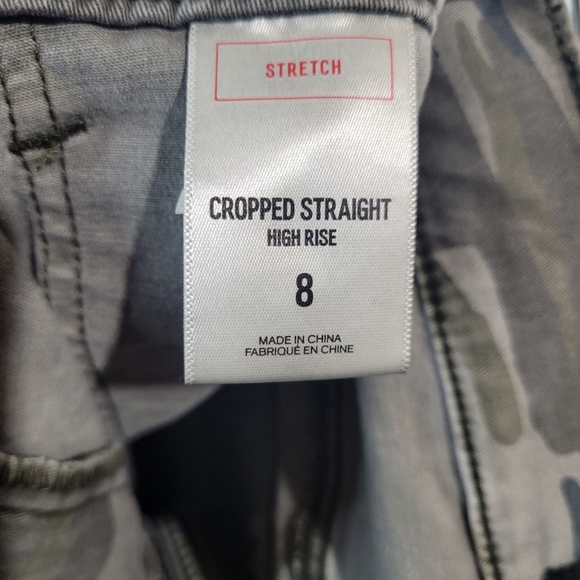 STRETCH
CROPPED STRAIGHT
HIGH RISE
8
MADE IN CHINA
FABRIQUÉ EN CHINE